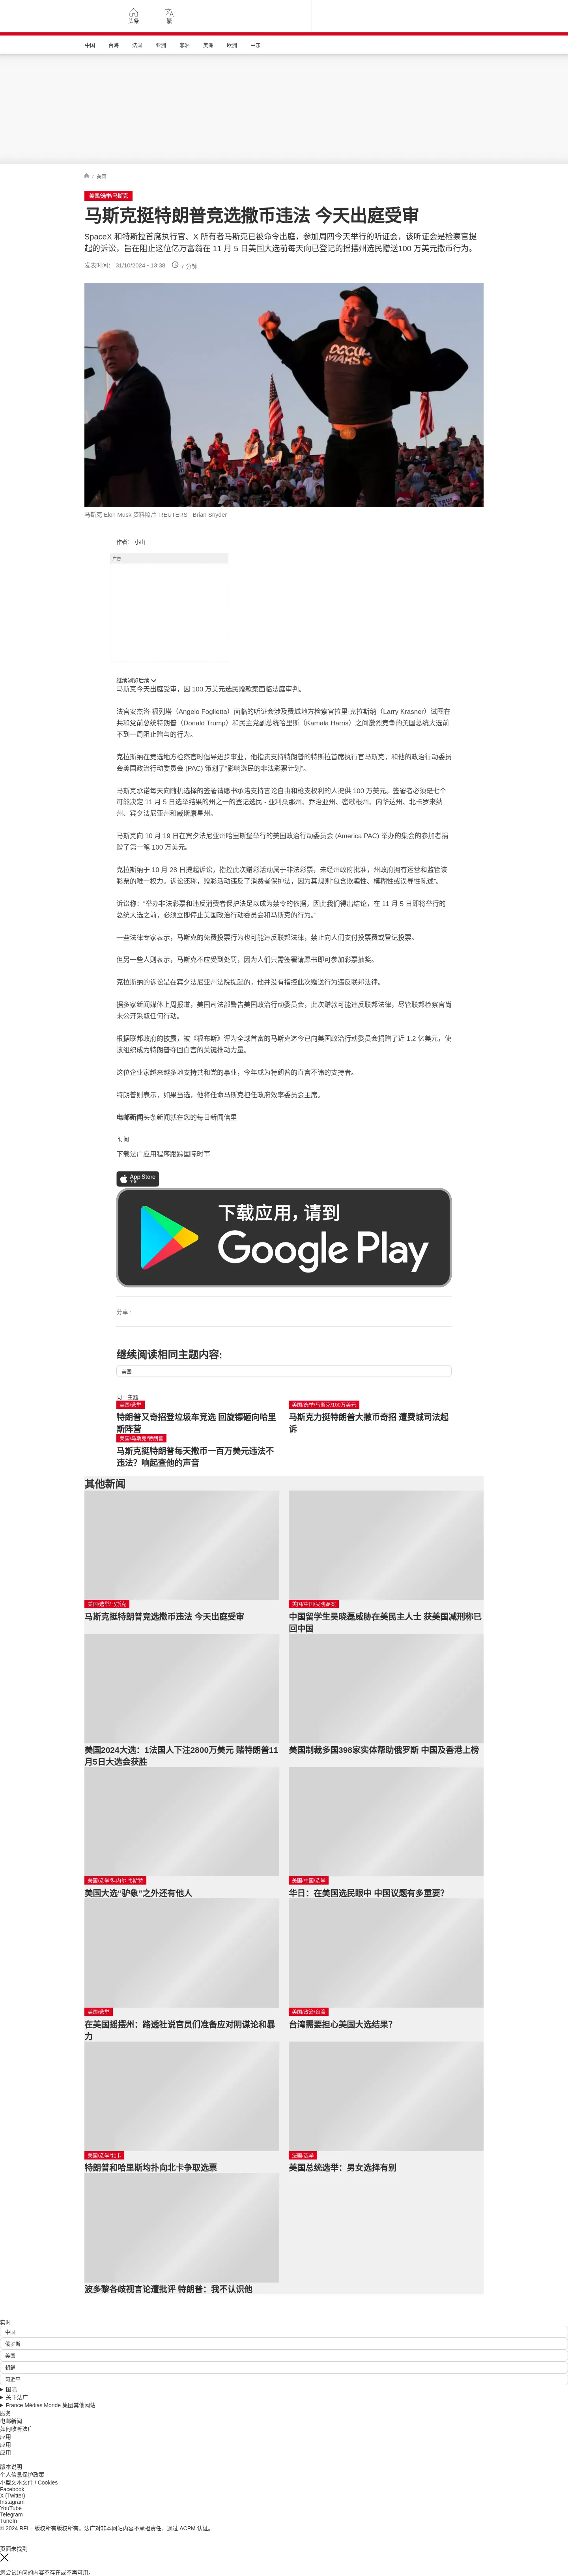 头条
繁
中国
台海
法国
亚洲
非洲
美洲
欧洲
中东
/ 美国
美国/选举/马斯克
马斯克挺特朗普竞选撒币违法 今天出庭受审
SpaceX 和特斯拉首席执行官、X 所有者马斯克已被命令出庭，参加周四今天举行的听证会，该听证会是检察官提
起的诉讼，旨在阻止这位亿万富翁在 11 月 5 日美国大选前每天向已登记的摇摆州选民赠送100 万美元撒币行为。
发表时间： 31/10/2024 - 13:38 7 分钟
DOCTOR MARS
马斯克 Elon Musk 资料照片 REUTERS - Brian Snyder
作者： 小山
广告
继续浏览后续
马斯克今天出庭受审，因 100 万美元选民赠款案面临法庭审判。
法官安杰洛·福列塔（Angelo Foglietta）面临的听证会涉及费城地方检察官拉里·克拉斯纳（Larry Krasner）试图在
共和党前总统特朗普（Donald Trump）和民主党副总统哈里斯（Kamala Harris）之间激烈竞争的美国总统大选前
不到一周阻止赠与的行为。
克拉斯纳在竞选地方检察官时倡导进步事业，他指责支持特朗普的特斯拉首席执行官马斯克，和他的政治行动委员
会美国政治行动委员会 (PAC) 策划了“影响选民的非法彩票计划”。
马斯克承诺每天向随机选择的签署请愿书承诺支持言论自由和枪支权利的人提供 100 万美元。签署者必须是七个
可能决定 11 月 5 日选举结果的州之一的登记选民 - 亚利桑那州、乔治亚州、密歇根州、内华达州、北卡罗来纳
州、宾夕法尼亚州和威斯康星州。
马斯克向 10 月 19 日在宾夕法尼亚州哈里斯堡举行的美国政治行动委员会 (America PAC) 举办的集会的参加者捐
赠了第一笔 100 万美元。
克拉斯纳于 10 月 28 日提起诉讼，指控此次赠彩活动属于非法彩票，未经州政府批准，州政府拥有运营和监管该
彩票的唯一权力。诉讼还称，赠彩活动违反了消费者保护法，因为其规则“包含欺骗性、模糊性或误导性陈述”。
诉讼称：“举办非法彩票和违反消费者保护法足以成为禁令的依据，因此我们得出结论，在 11 月 5 日即将举行的
总统大选之前，必须立即停止美国政治行动委员会和马斯克的行为。”
一些法律专家表示，马斯克的免费投票行为也可能违反联邦法律，禁止向人们支付投票费或登记投票。
但另一些人则表示，马斯克不应受到处罚，因为人们只需签署请愿书即可参加彩票抽奖。
克拉斯纳的诉讼是在宾夕法尼亚州法院提起的，他并没有指控此次赠送行为违反联邦法律。
据多家新闻媒体上周报道，美国司法部警告美国政治行动委员会，此次赠款可能违反联邦法律，尽管联邦检察官尚
未公开采取任何行动。
根据联邦政府的披露，被《福布斯》评为全球首富的马斯克迄今已向美国政治行动委员会捐赠了近 1.2 亿美元，使
该组织成为特朗普夺回白宫的关键推动力量。
这位企业家越来越多地支持共和党的事业，今年成为特朗普的直言不讳的支持者。
特朗普则表示，如果当选，他将任命马斯克担任政府效率委员会主席。
电邮新闻头条新闻就在您的每日新闻信里
订阅
下载法广应用程序跟踪国际时事
App Store
下载
下载应用，请到
Google Play
分享 :
继续阅读相同主题内容:
美国
同一主题
美国/选举
特朗普又奇招登垃圾车竞选 回旋镖砸向哈里
斯阵营
美国/选举/马斯克/100万美元
马斯克力挺特朗普大撒币奇招 遭费城司法起
诉
美国/马斯克/特朗普
马斯克挺特朗普每天撒币一百万美元违法不
违法？响起查他的声音
其他新闻
美国/选举/马斯克
马斯克挺特朗普竞选撒币违法 今天出庭受审
美国/中国/吴啸磊案
中国留学生吴晓磊威胁在美民主人士 获美国减刑称已
回中国
美国2024大选：1法国人下注2800万美元 赌特朗普11
月5日大选会获胜
美国制裁多国398家实体帮助俄罗斯 中国及香港上榜
美国/选举/科内尔·韦斯特
美国大选“驴象”之外还有他人
美国/中国/选举
华日：在美国选民眼中 中国议题有多重要？
美国/选举
在美国摇摆州：路透社说官员们准备应对阴谋论和暴
力
美国/政治/台湾
台湾需要担心美国大选结果？
美国/选举/北卡
特朗普和哈里斯均扑向北卡争取选票
漫画/选举
美国总统选举：男女选择有别
波多黎各歧视言论遭批评 特朗普：我不认识他
实时
中国
俄罗斯
美国
朝鲜
习近平
国际
关于法广
France Médias Monde 集团其他网站
服务
电邮新闻
如何收听法广
应用
应用
应用
版本说明
个人信息保护政策
小型文本文件 / Cookies
Facebook
X (Twitter)
Instagram
YouTube
Telegram
TuneIn
© 2024 RFI – 版权所有版权所有。法广对非本网站内容不承担责任。通过 ACPM 认证。
页面未找到
您尝试访问的内容不存在或不再可用。